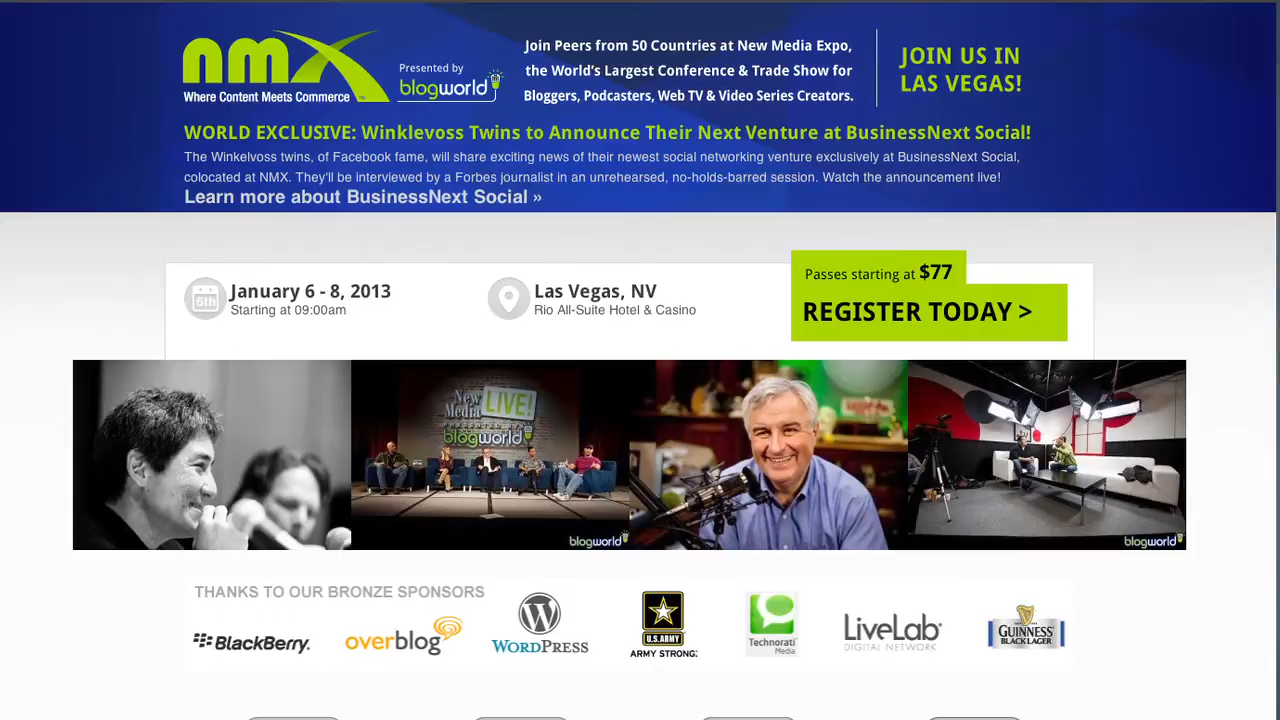 nmx
Where Content Meets Commerce
Presented by
blogworld
Join Peers from 50 Countries at New Media Expo,
the World's Largest Conference & Trade Show for
Bloggers, Podcasters, Web TV & Video Series Creators.
JOIN US IN
LAS VEGAS!
WORLD EXCLUSIVE: Winklevoss Twins to Announce Their Next Venture at BusinessNext Social!
The Winkelvoss twins, of Facebook fame, will share exciting news of their newest social networking venture exclusively at BusinessNext Social,
colocated at NMX. They'll be interviewed by a Forbes journalist in an unrehearsed, no-holds-barred session. Watch the announcement live!
Learn more about BusinessNext Social »
6th
January 6 - 8, 2013
Starting at 09:00am
Las Vegas, NV
Rio All-Suite Hotel & Casino
Passes starting at $77
REGISTER TODAY >
New
Media
LIVE!
PRESENTED BY
blogworld
blogworld
blogworld
THANKS TO OUR BRONZE SPONSORS
BlackBerry.
overblog
WORDPRESS
U.S.ARMY
ARMY STRONG.
Technorati
Media
LiveLab
DIGITAL NETWORK
GUINNESS
BLACK LAGER